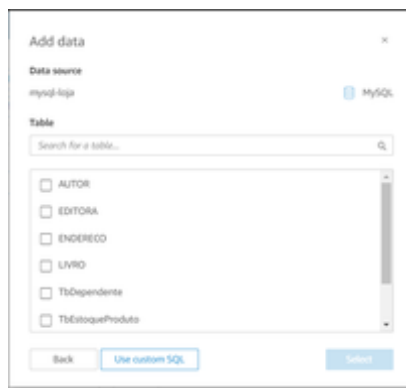 Add data
×
Data source
mysql-loja
MySQL
Table
Search for a table...
AUTOR
EDITORA
ENDERECO
LIVRO
TbDependente
TbEstoqueProduto
Back
Use custom SQL
Select